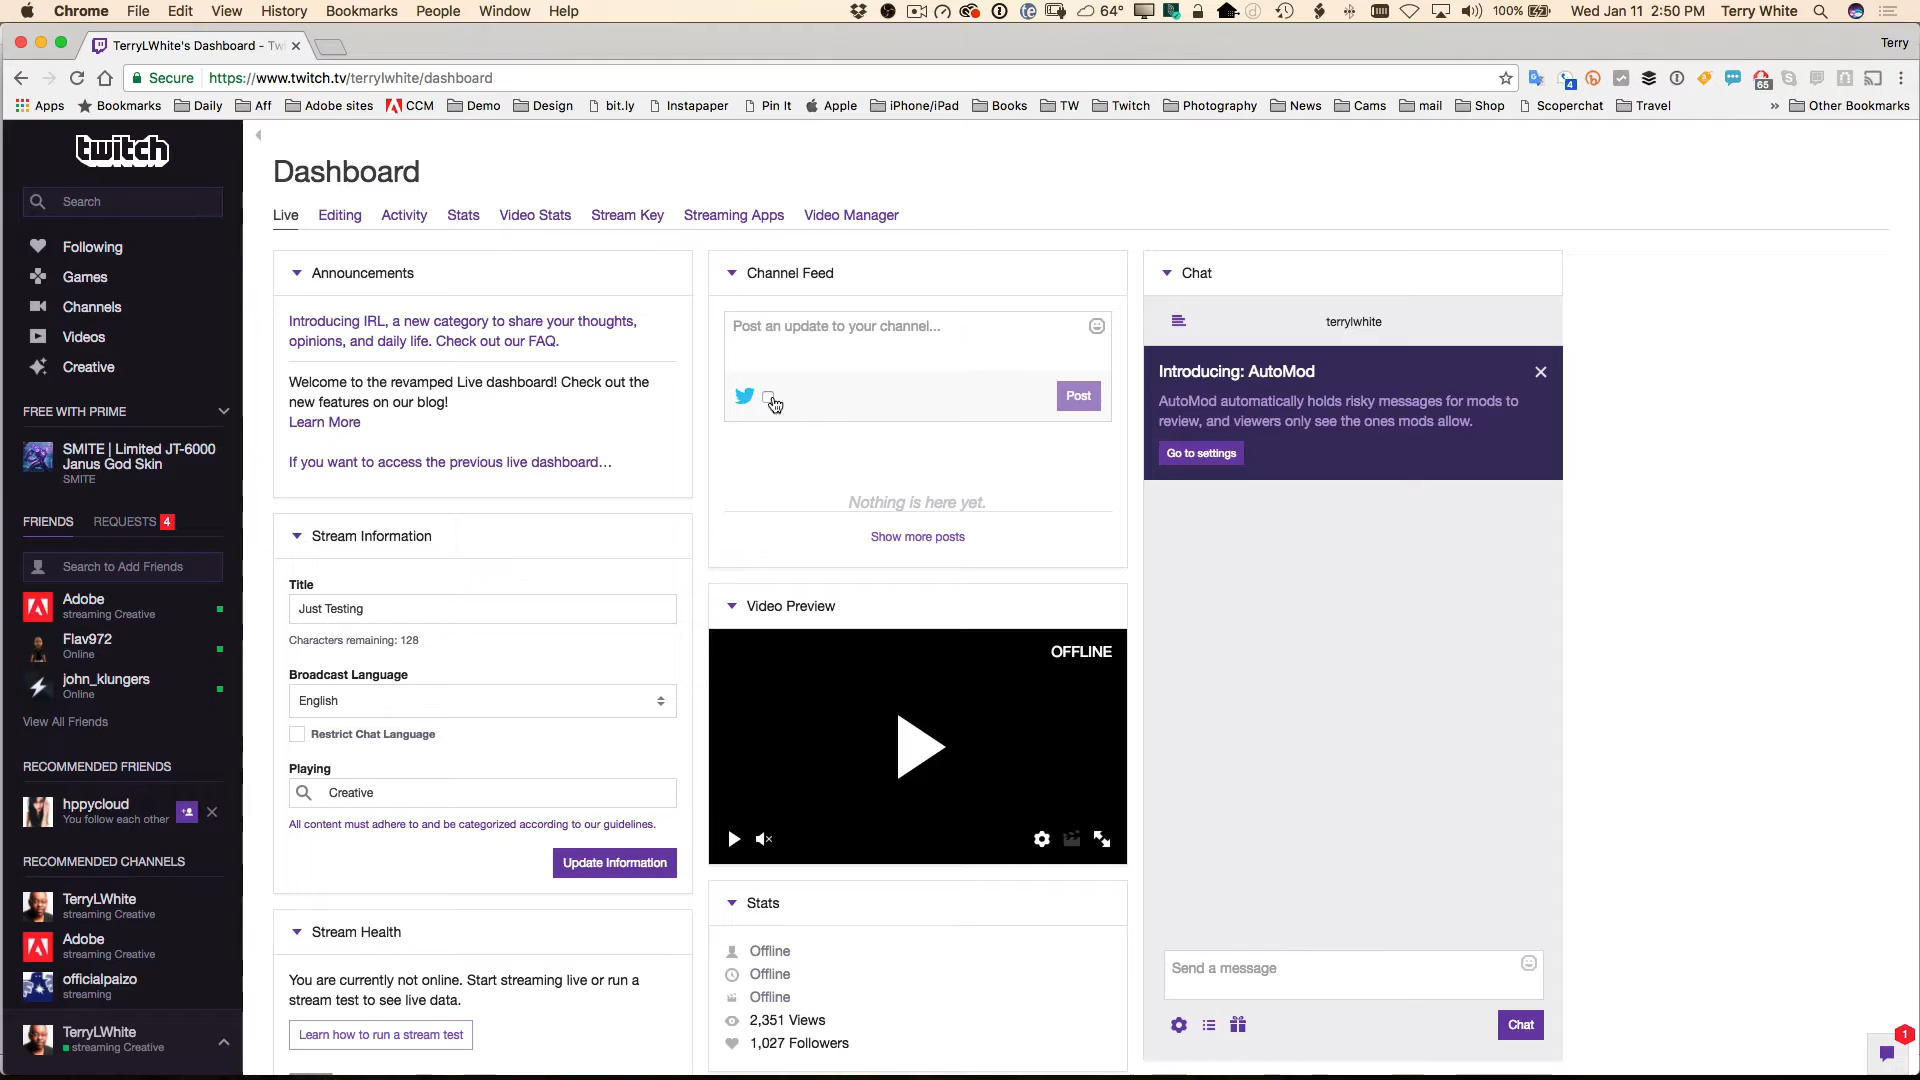 Chrome File Edit View History Bookmarks People Window Help 64° 100% Wed Jan 11 2:50 PM Terry White
TerryLWhite's Dashboard - Tw Terry
Secure https://www.twitch.tv/terrylwhite/dashboard 4 65
Apps Bookmarks Daily Aff Adobe sites CCM Demo Design bit.ly Instapaper Pin It Apple iPhone/iPad Books TW Twitch Photography News Cams mail Shop Scoperchat Travel » Other Bookmarks
twitch
Search
Following
Games
Channels
Videos
Creative
FREE WITH PRIME
SMITE | Limited JT-6000
Janus God Skin
SMITE
FRIENDS REQUESTS 4
Search to Add Friends
Adobe
streaming Creative
Flav972
Online
john_klungers
Online
View All Friends
RECOMMENDED FRIENDS
hppycloud
You follow each other
RECOMMENDED CHANNELS
TerryLWhite
streaming Creative
Adobe
streaming Creative
officialpaizo
streaming
TerryLWhite
streaming Creative
Dashboard
Live Editing Activity Stats Video Stats Stream Key Streaming Apps Video Manager
Announcements
Introducing IRL, a new category to share your thoughts,
opinions, and daily life. Check out our FAQ.
Welcome to the revamped Live dashboard! Check out the
new features on our blog!
Learn More
If you want to access the previous live dashboard…
Stream Information
Title
Just Testing
Characters remaining: 128
Broadcast Language
English
Restrict Chat Language
Playing
Creative
All content must adhere to and be categorized according to our guidelines.
Update Information
Stream Health
You are currently not online. Start streaming live or run a
stream test to see live data.
Learn how to run a stream test
Channel Feed
Post an update to your channel...
Post
Nothing is here yet.
Show more posts
Video Preview
OFFLINE
Stats
Offline
Offline
Offline
2,351 Views
1,027 Followers
Chat
terrylwhite
Introducing: AutoMod
AutoMod automatically holds risky messages for mods to
review, and viewers only see the ones mods allow.
Go to settings
Send a message
Chat
1